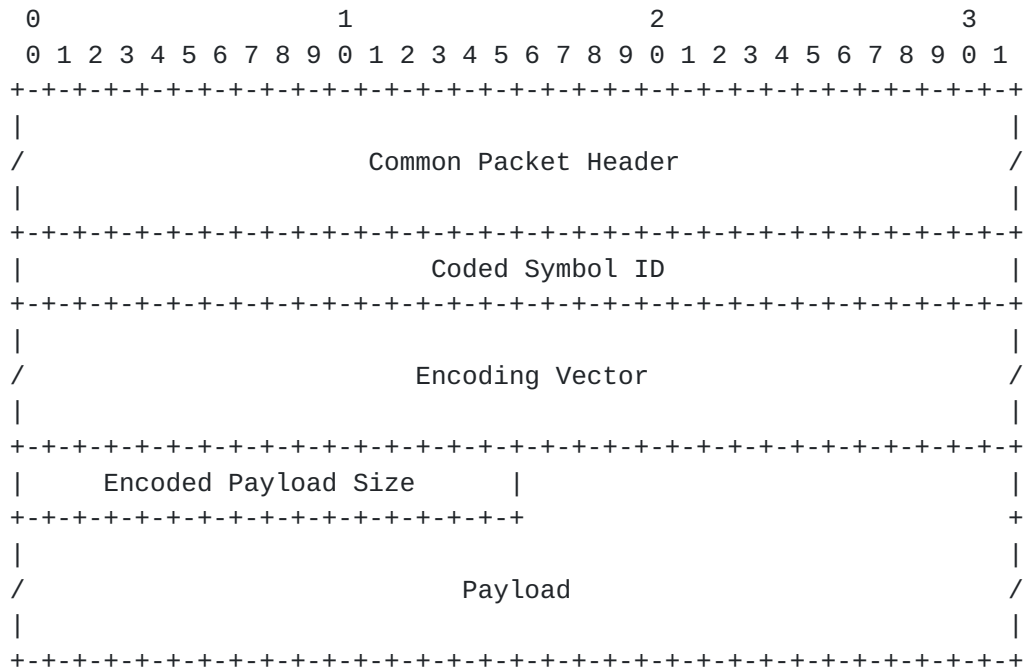 0                   1                   2                   3
 0 1 2 3 4 5 6 7 8 9 0 1 2 3 4 5 6 7 8 9 0 1 2 3 4 5 6 7 8 9 0 1
+-+-+-+-+-+-+-+-+-+-+-+-+-+-+-+-+-+-+-+-+-+-+-+-+-+-+-+-+-+-+-+-+
|                                                               |
/                      Common Packet Header                     /
|                                                               |
+-+-+-+-+-+-+-+-+-+-+-+-+-+-+-+-+-+-+-+-+-+-+-+-+-+-+-+-+-+-+-+-+
|                          Coded Symbol ID                      |
+-+-+-+-+-+-+-+-+-+-+-+-+-+-+-+-+-+-+-+-+-+-+-+-+-+-+-+-+-+-+-+-+
|                                                               |
/                         Encoding Vector                       /
|                                                               |
+-+-+-+-+-+-+-+-+-+-+-+-+-+-+-+-+-+-+-+-+-+-+-+-+-+-+-+-+-+-+-+-+
|     Encoded Payload Size      |                               |
+-+-+-+-+-+-+-+-+-+-+-+-+-+-+-+-+                               +
|                                                               |
/                            Payload                            /
|                                                               |
+-+-+-+-+-+-+-+-+-+-+-+-+-+-+-+-+-+-+-+-+-+-+-+-+-+-+-+-+-+-+-+-+